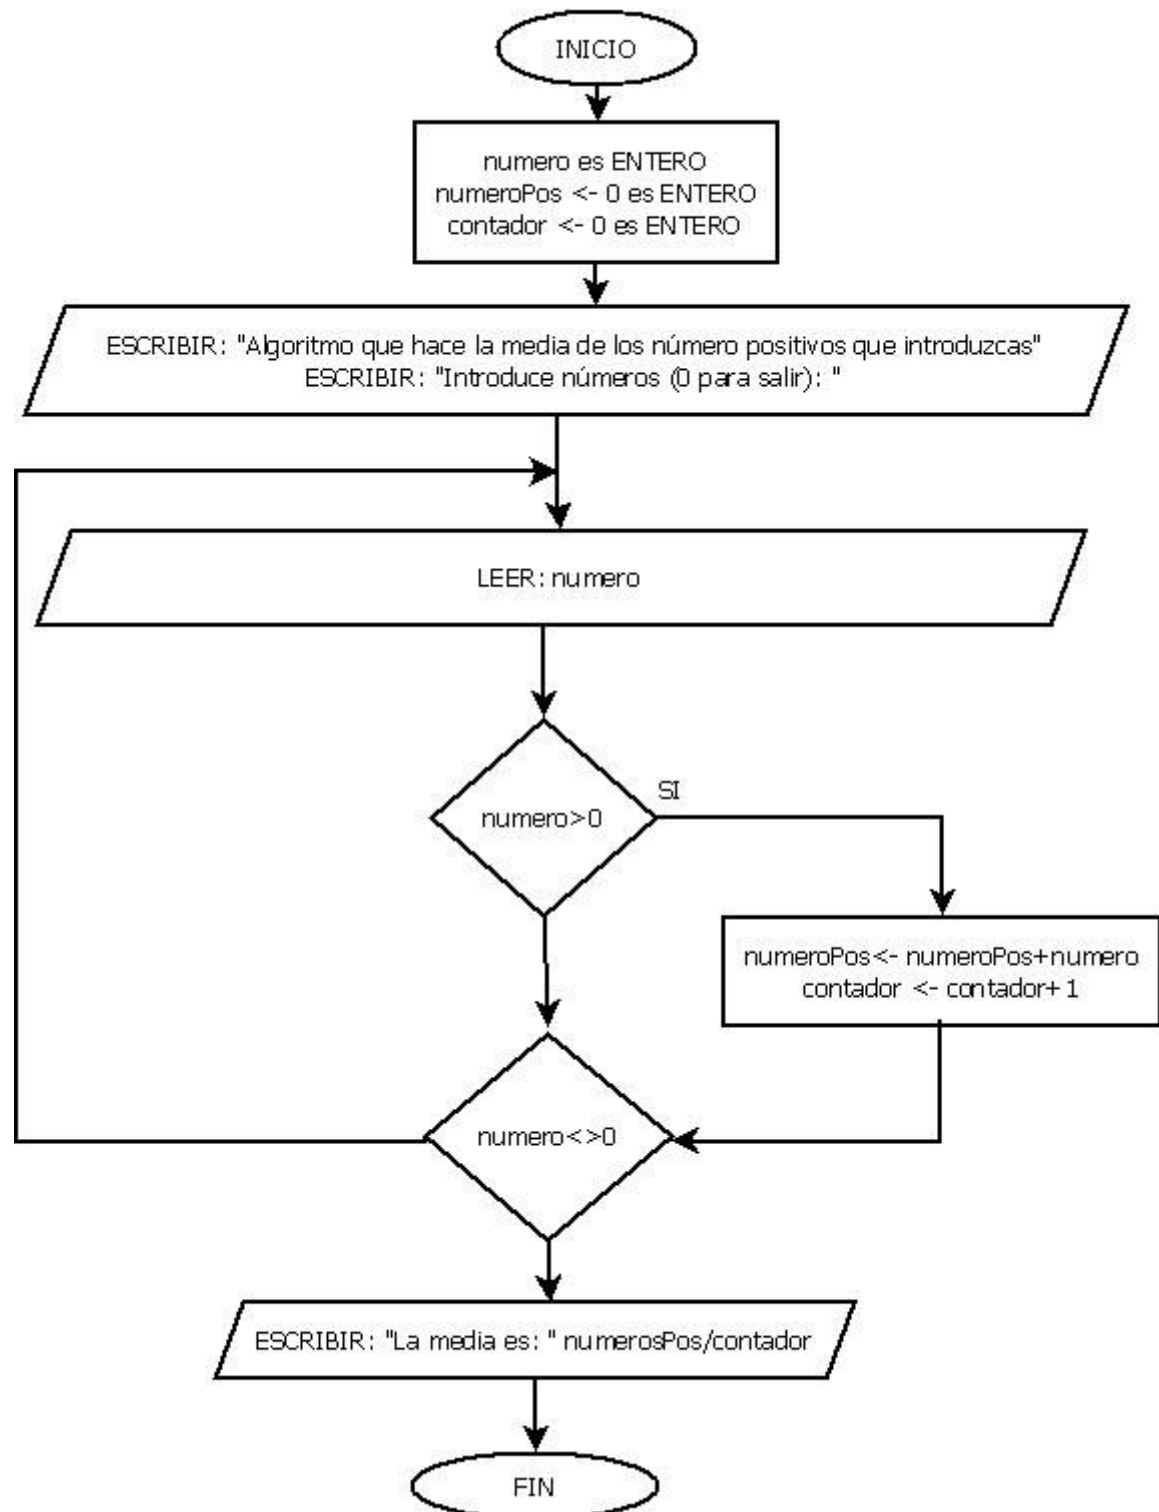 INICIO
numero es ENTERO
numeroPos <- 0 es ENTERO
contador <- 0 es ENTERO
ESCRIBIR: "Algoritmo que hace la media de los número positivos que introduzcas"
ESCRIBIR: "Introduce números (0 para salir): "
LEER: numero
numero>0
SI
numeroPos<- numeroPos+numero
contador <- contador+1
numero<>0
ESCRIBIR: "La media es: " numerosPos/contador
FIN